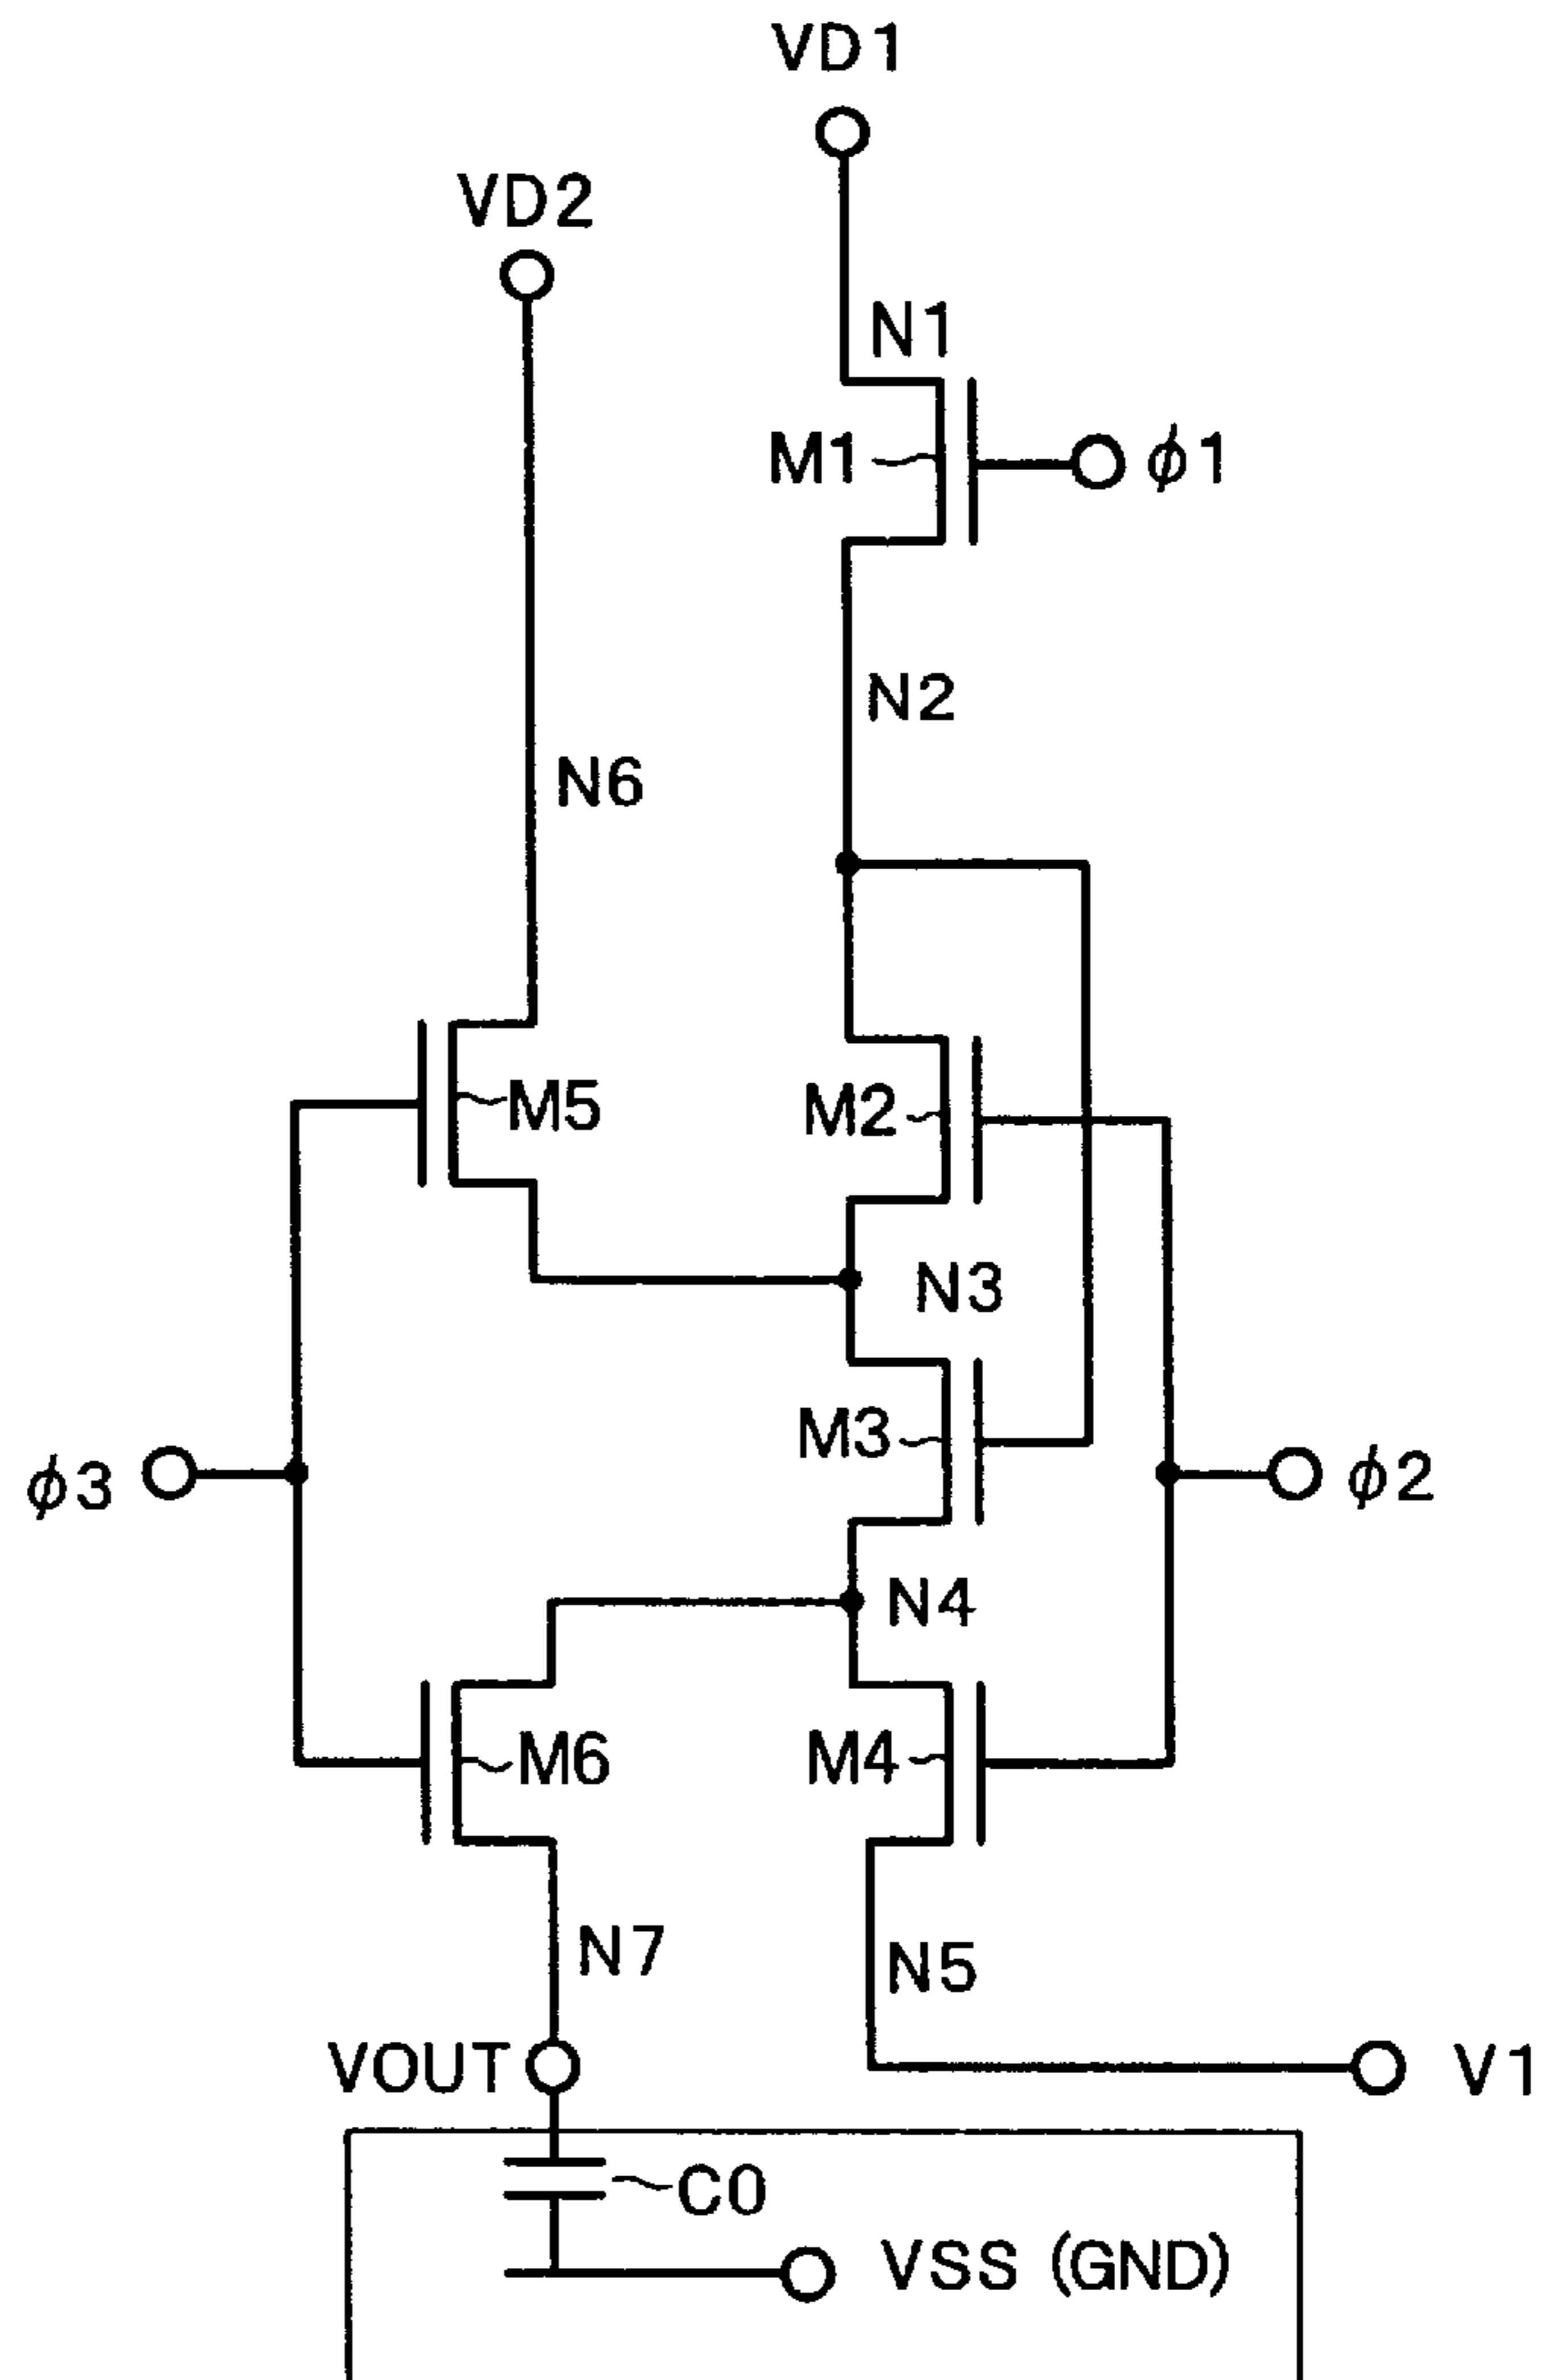 VD1
VD2
N1
M1
ϕ1
N2
N6
M5
M2
N3
M3
ϕ3
ϕ2
N4
M6
M4
N7
N5
VOUT
V1
C0
VSS (GND)